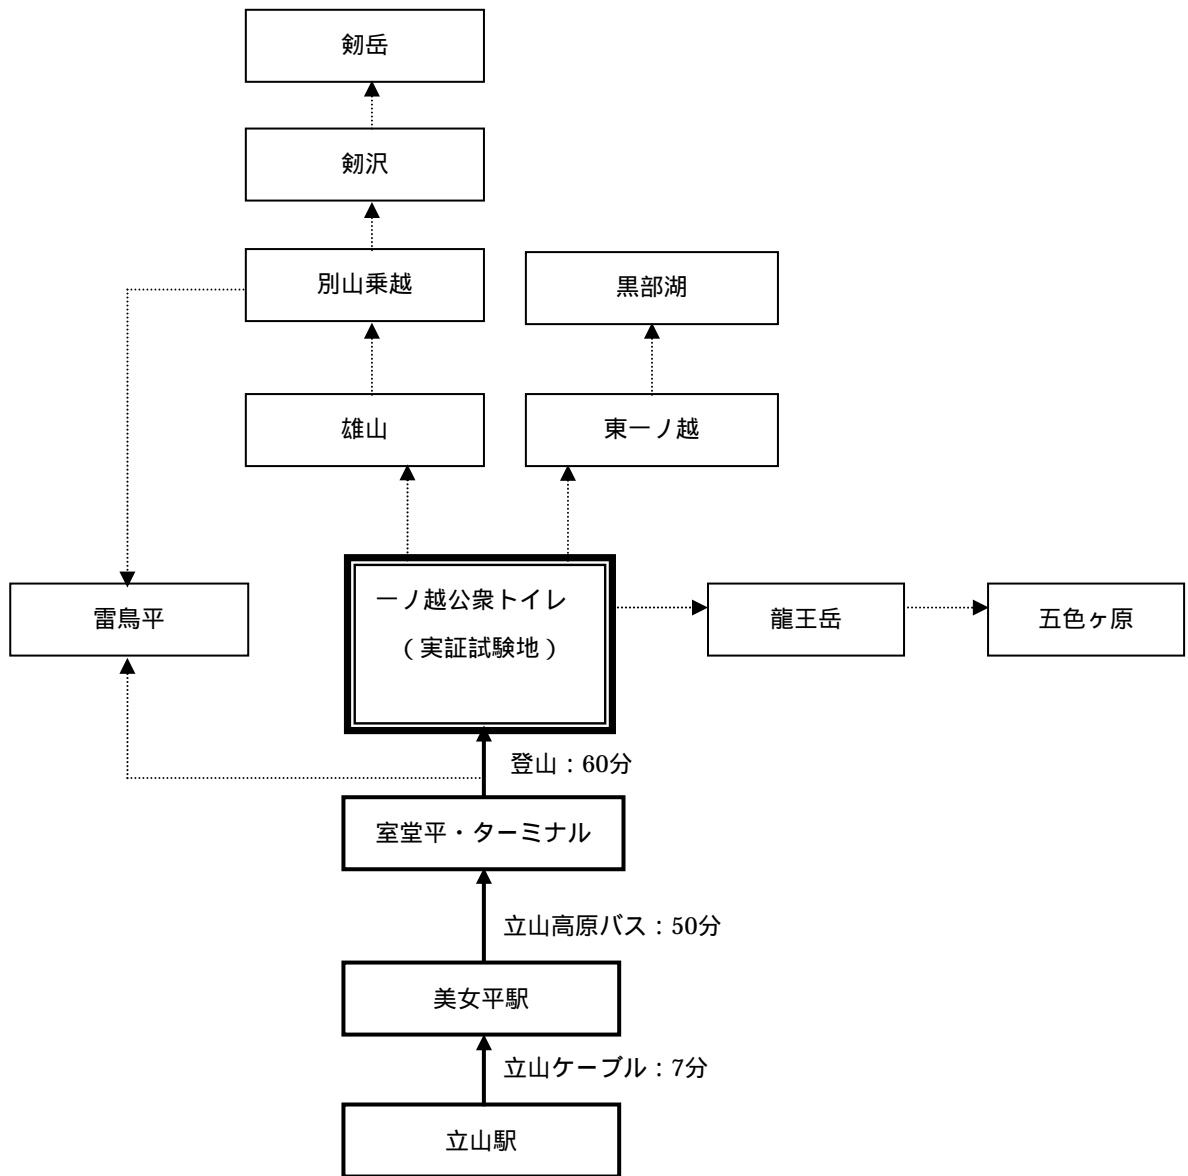 剱岳
剱沢
別山乗越
黒部湖
雄山
東一ノ越
一ノ越公衆トイレ
（実証試験地）
雷鳥平
龍王岳
五色ヶ原
登山：60分
室堂平・ターミナル
立山高原バス：50分
美女平駅
立山ケーブル：7分
立山駅